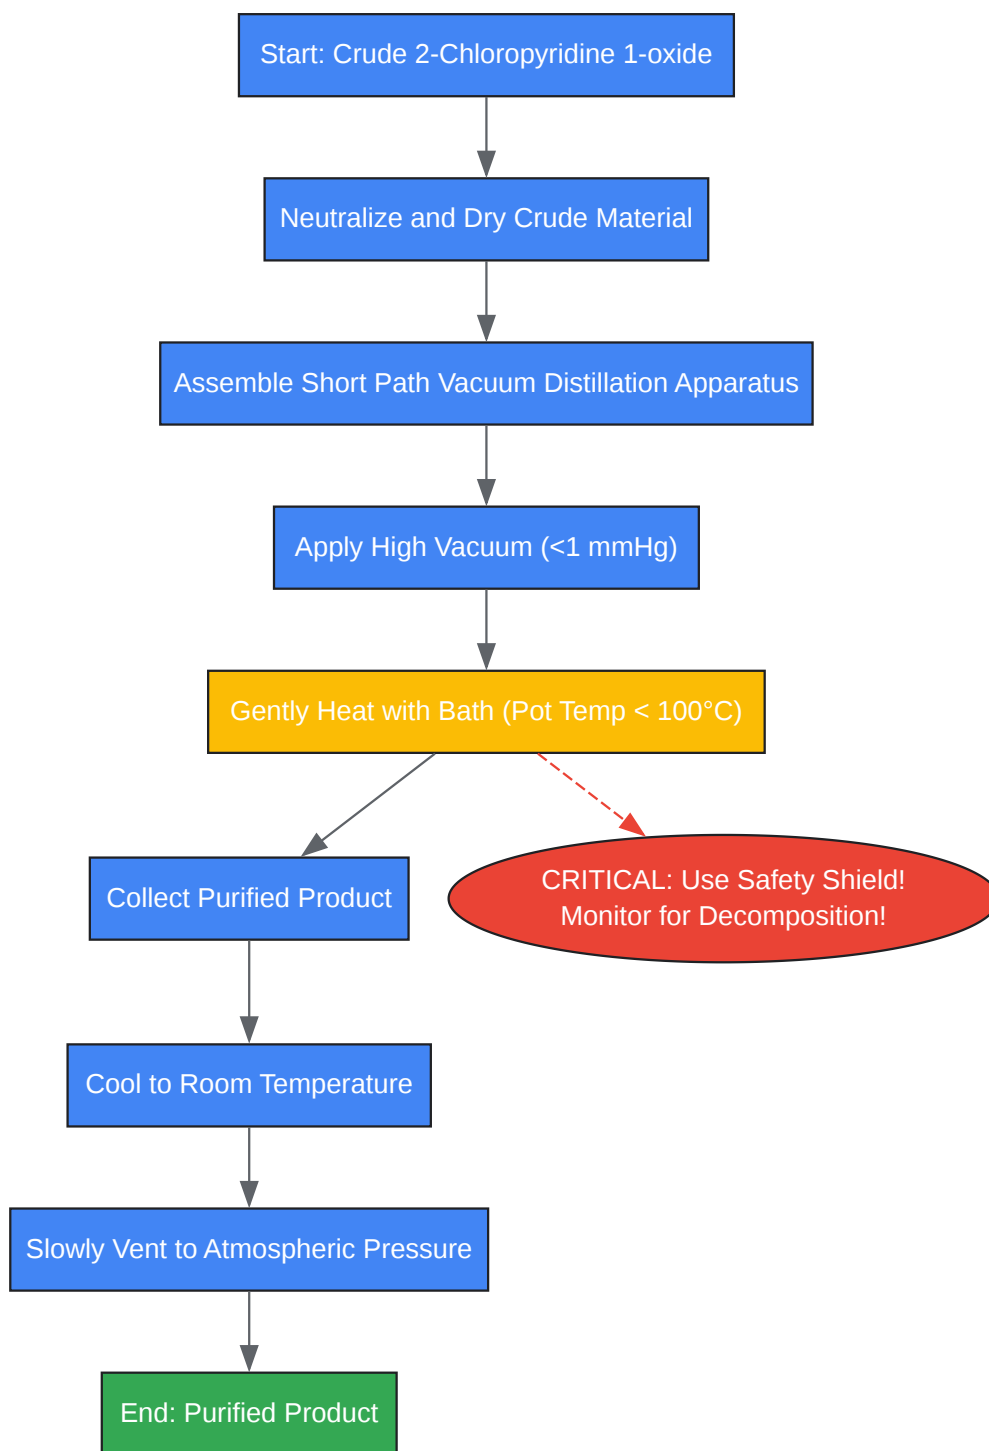 Start: Crude 2-Chloropyridine 1-oxide
Neutralize and Dry Crude Material
Assemble Short Path Vacuum Distillation Apparatus
Apply High Vacuum (<1 mmHg)
Gently Heat with Bath (Pot Temp < 100°C)
Collect Purified Product
CRITICAL: Use Safety Shield!
Monitor for Decomposition!
Cool to Room Temperature
Slowly Vent to Atmospheric Pressure
End: Purified Product